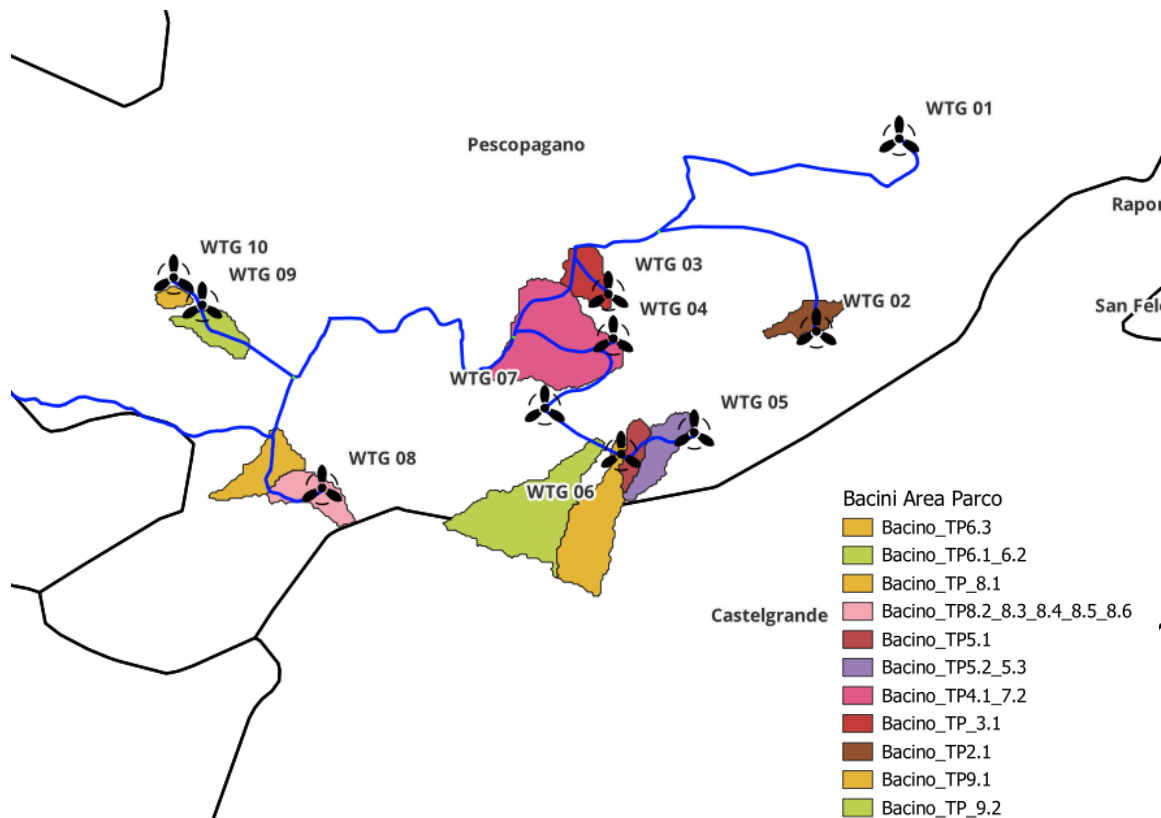 WTG 01
Pescopagano
Rapor
WTG 10
WTG 03
WTG 09
WTG 04
WTG 02
San Fele
WTG 07
WTG 05
WTG 08
WTG 06
Castelgrande
Bacini Area Parco
Bacino_TP6.3
Bacino_TP6.1_6.2
Bacino_TP_8.1
Bacino_TP8.2_8.3_8.4_8.5_8.6
Bacino_TP5.1
Bacino_TP5.2_5.3
Bacino_TP4.1_7.2
Bacino_TP_3.1
Bacino_TP2.1
Bacino_TP9.1
Bacino_TP_9.2